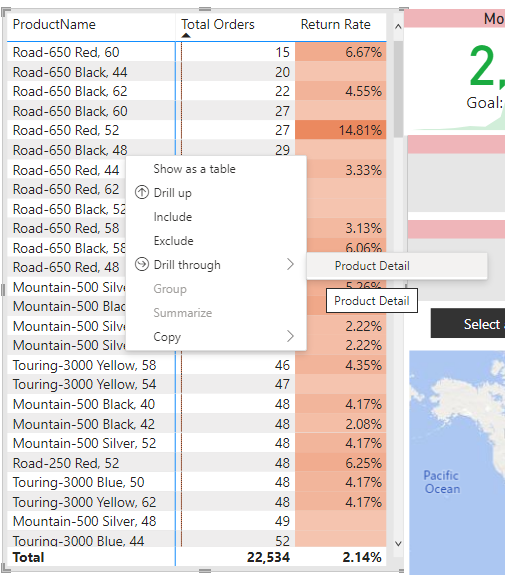 ProductName Total Orders Return Rate
Road-650 Red, 60 15 6.67%
Road-650 Black, 44 20
Road-650 Black, 62 22 4.55%
Road-650 Black, 60 27
Road-650 Red, 52 27 14.81%
Road-650 Black, 48 29
Road-650 Red, 44 3.33%
Road-650 Red, 62
Road-650 Black, 52
Road-650 Red, 58 3.13%
Road-650 Black, 58 6.06%
Road-650 Red, 48
Mountain-500 Silve 5.26%
Mountain-500 Blac
Mountain-500 Silve 2.22%
Mountain-500 Silve 2.22%
Touring-3000 Yellow, 58 46 4.35%
Touring-3000 Yellow, 54 47
Mountain-500 Black, 40 48 4.17%
Mountain-500 Black, 42 48 2.08%
Mountain-500 Silver, 52 48 4.17%
Road-250 Red, 52 48 6.25%
Touring-3000 Blue, 50 48 4.17%
Touring-3000 Yellow, 62 48 4.17%
Mountain-500 Silver, 48 49
Touring-3000 Blue, 44 52
Total 22,534 2.14%
Show as a table
Drill up
Include
Exclude
Drill through
Group
Summarize
Copy
Product Detail
Product Detail
Mo
2,
Goal:
Select
Pacific
Ocean